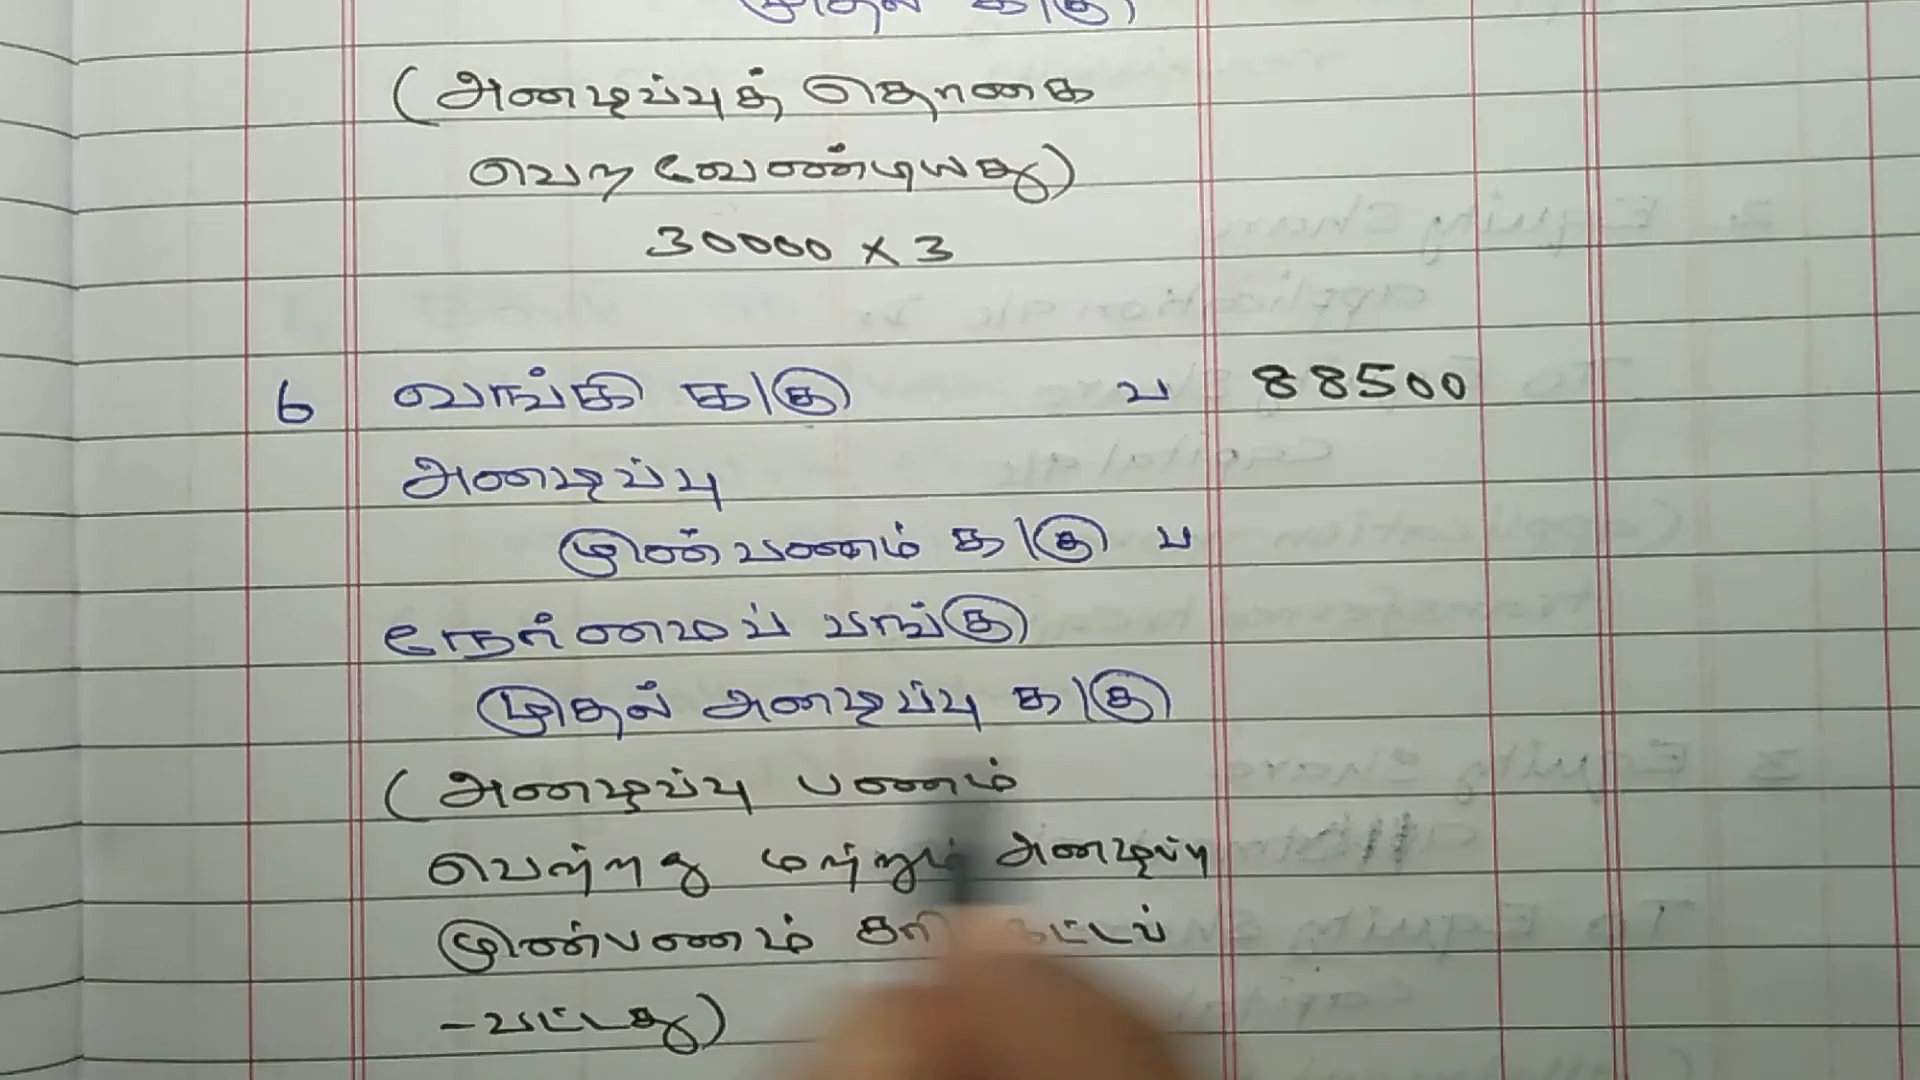 முதல் க/கு
(அழைப்புத் தொகை
பெற வேண்டியது)
30000 × 3
6 வங்கி க/கு ப 88500
அழைப்பு
முன்பணம் க/கு ப
நேர்மைப் பங்கு
முதல் அழைப்பு க/கு
(அழைப்பு பணம்
பெற்றது மற்றும் அழைப்பு
முன்பணம்
-பட்டது)